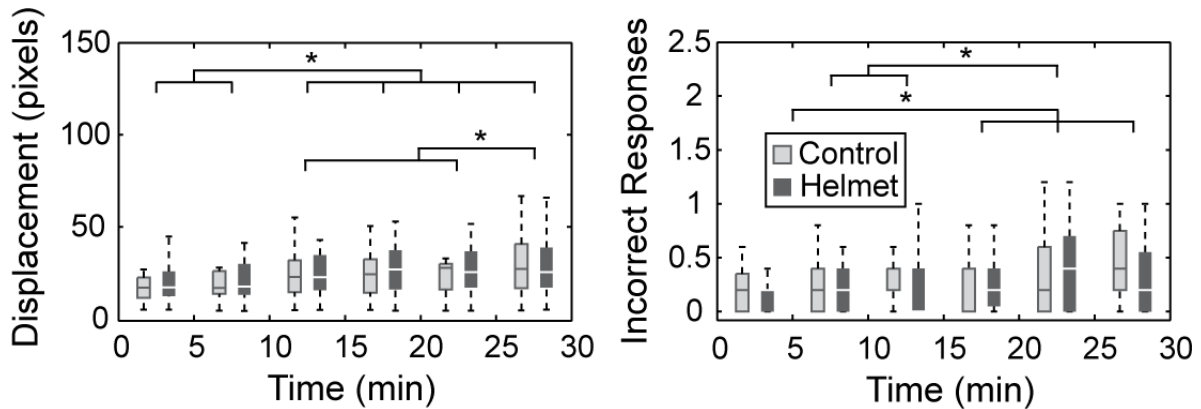 Displacement (pixels)
150
100
50
0
*
*
0 5 10 15 20 25 30
Time (min)
Incorrect Responses
2.5
2
1.5
1
0.5
0
*
*
Control
Helmet
0 5 10 15 20 25 30
Time (min)